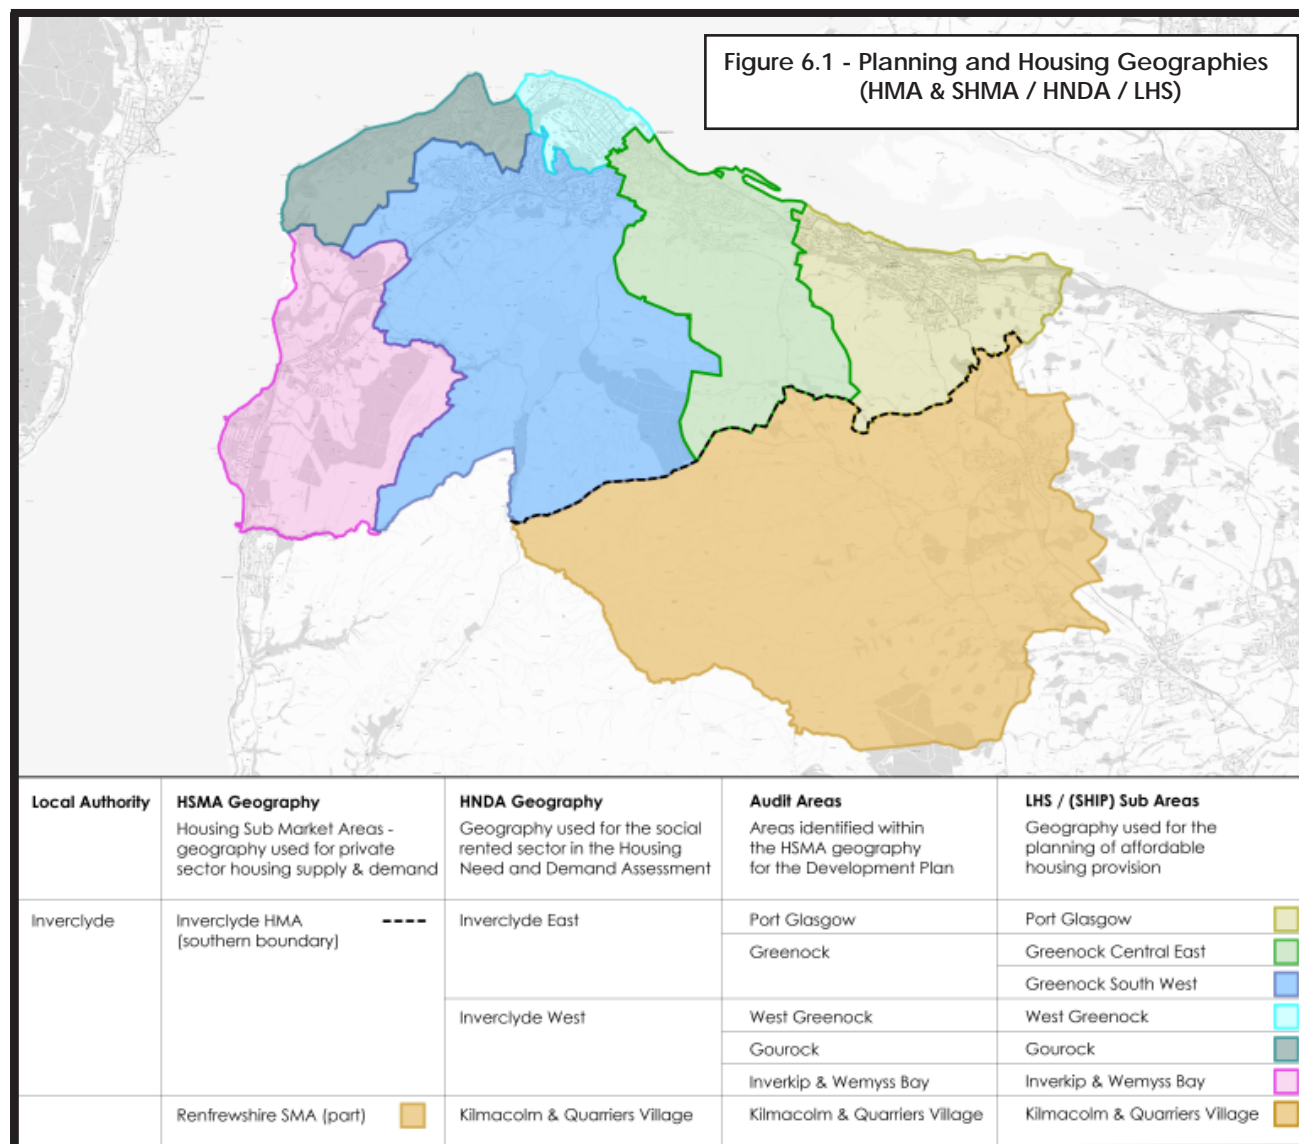 Figure 6.1 - Planning and Housing Geographies
(HMA & SHMA / HNDA / LHS)
Local Authority
HSMA Geography
Housing Sub Market Areas -
geography used for private
sector housing supply & demand
HNDA Geography
Geography used for the social
rented sector in the Housing
Need and Demand Assessment
Audit Areas
Areas identified within
the HSMA geography
for the Development Plan
LHS / (SHIP) Sub Areas
Geography used for the
planning of affordable
housing provision
Inverclyde
Inverclyde HMA
(southern boundary)
Inverclyde East
Port Glasgow
Port Glasgow
Greenock
Greenock Central East
Greenock South West
Inverclyde West
West Greenock
West Greenock
Gourock
Gourock
Inverkip & Wemyss Bay
Inverkip & Wemyss Bay
Renfrewshire SMA (part)
Kilmacolm & Quarriers Village
Kilmacolm & Quarriers Village
Kilmacolm & Quarriers Village